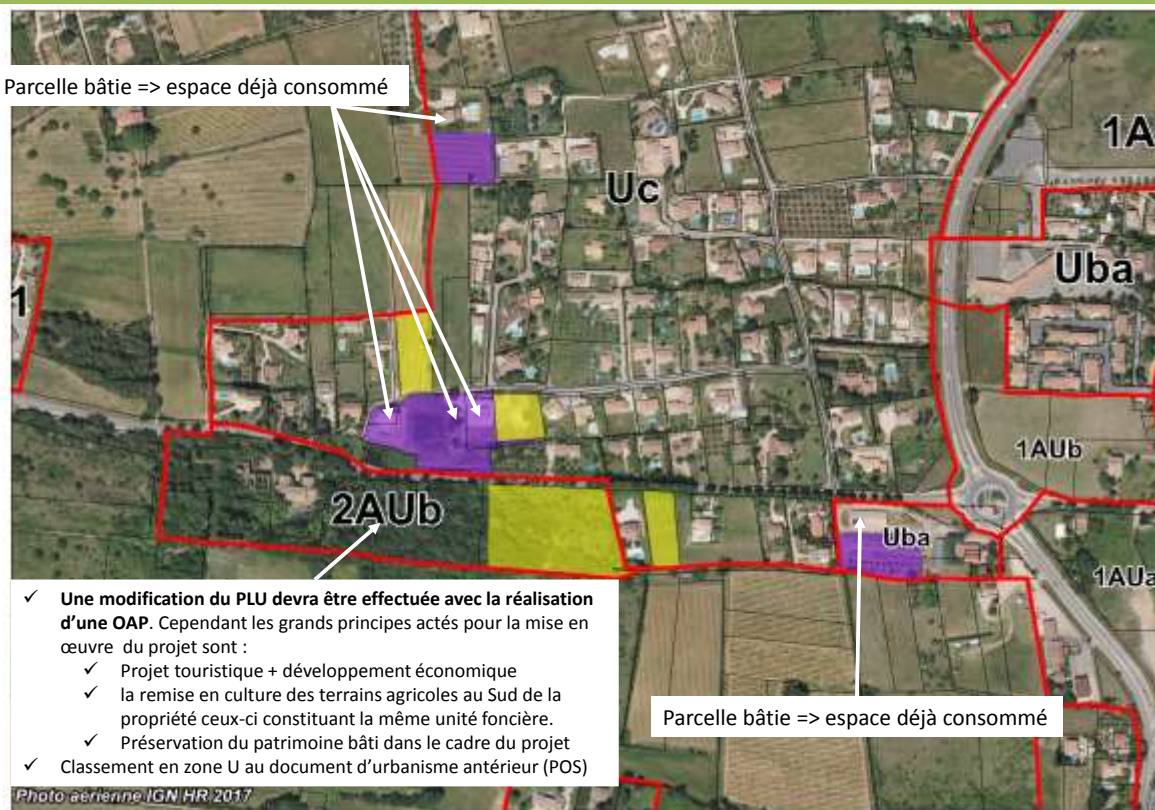 Parcelle bâtie => espace déjà consommé
1A
Uc
Uba
1
1AUb
2AUb
Uba
1AUa
✓ Une modification du PLU devra être effectuée avec la réalisation
d'une OAP. Cependant les grands principes actés pour la mise en
œuvre du projet sont :
✓ Projet touristique + développement économique
✓ la remise en culture des terrains agricoles au Sud de la
propriété ceux-ci constituant la même unité foncière.
✓ Préservation du patrimoine bâti dans le cadre du projet
✓ Classement en zone U au document d'urbanisme antérieur (POS)
Parcelle bâtie => espace déjà consommé
Photo aérienne IGN HR 2017